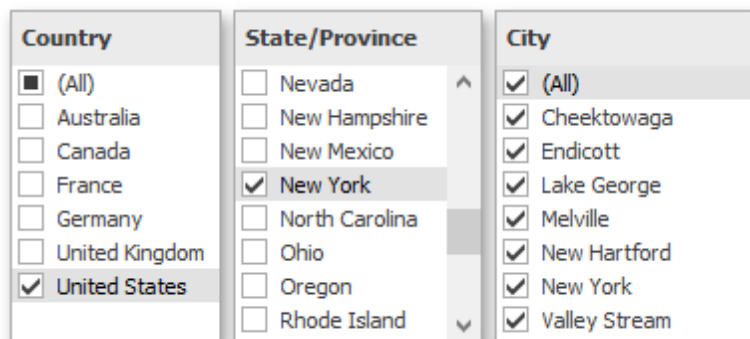 Country
(All)
Australia
Canada
France
Germany
United Kingdom
United States
State/Province
Nevada
New Hampshire
New Mexico
New York
North Carolina
Ohio
Oregon
Rhode Island
City
(All)
Cheektowaga
Endicott
Lake George
Melville
New Hartford
New York
Valley Stream